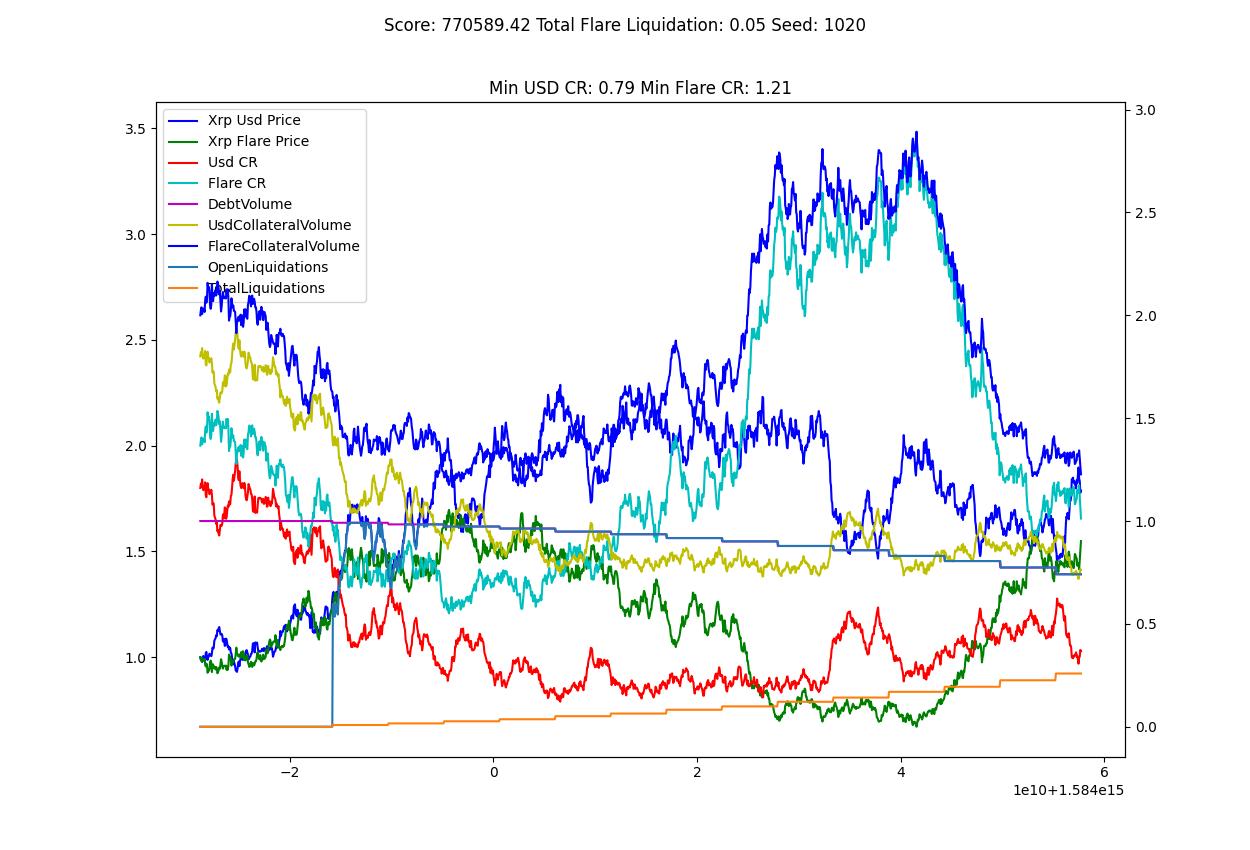 Score: 770589.42 Total Flare Liquidation: 0.05 Seed: 1020
Min USD CR: 0.79 Min Flare CR: 1.21
Xrp Usd Price
Xrp Flare Price
Usd CR
Flare CR
DebtVolume
UsdCollateralVolume
FlareCollateralVolume
OpenLiquidations
TotalLiquidations
3.5
3.0
2.5
2.0
1.5
1.0
3.0
2.5
2.0
1.5
1.0
0.5
0.0
−2
0
2
4
6
1e10+1.584e15